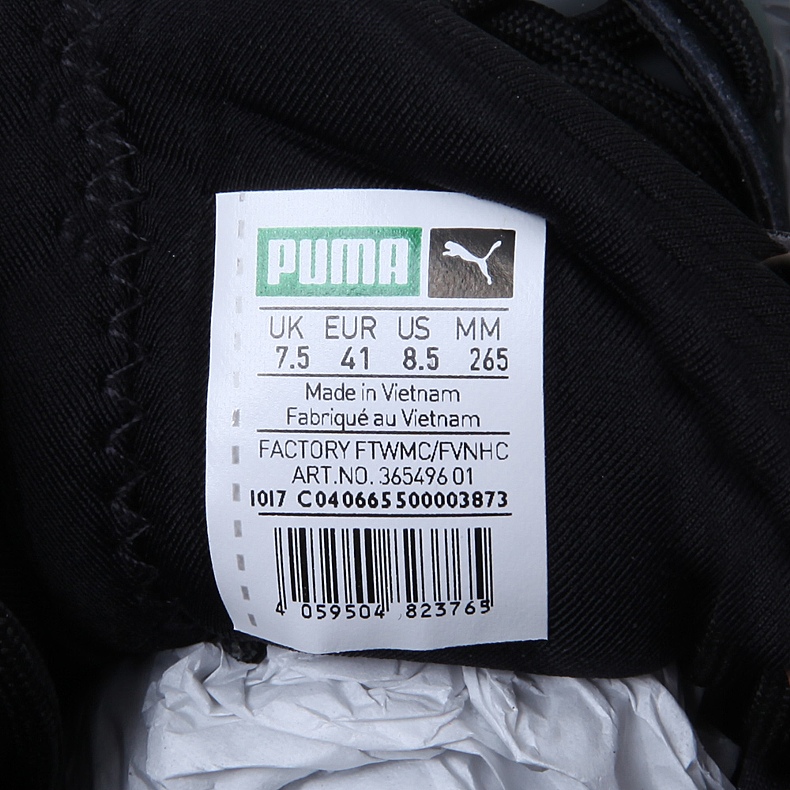 PUMA
UK EUR US MM
7.5 41 8.5 265
Made in Vietnam
Fabriqué au Vietnam
FACTORY FTWMC/FVNHC
ART.NO. 365496 01
1017 C040665500003873
4 059504 823765